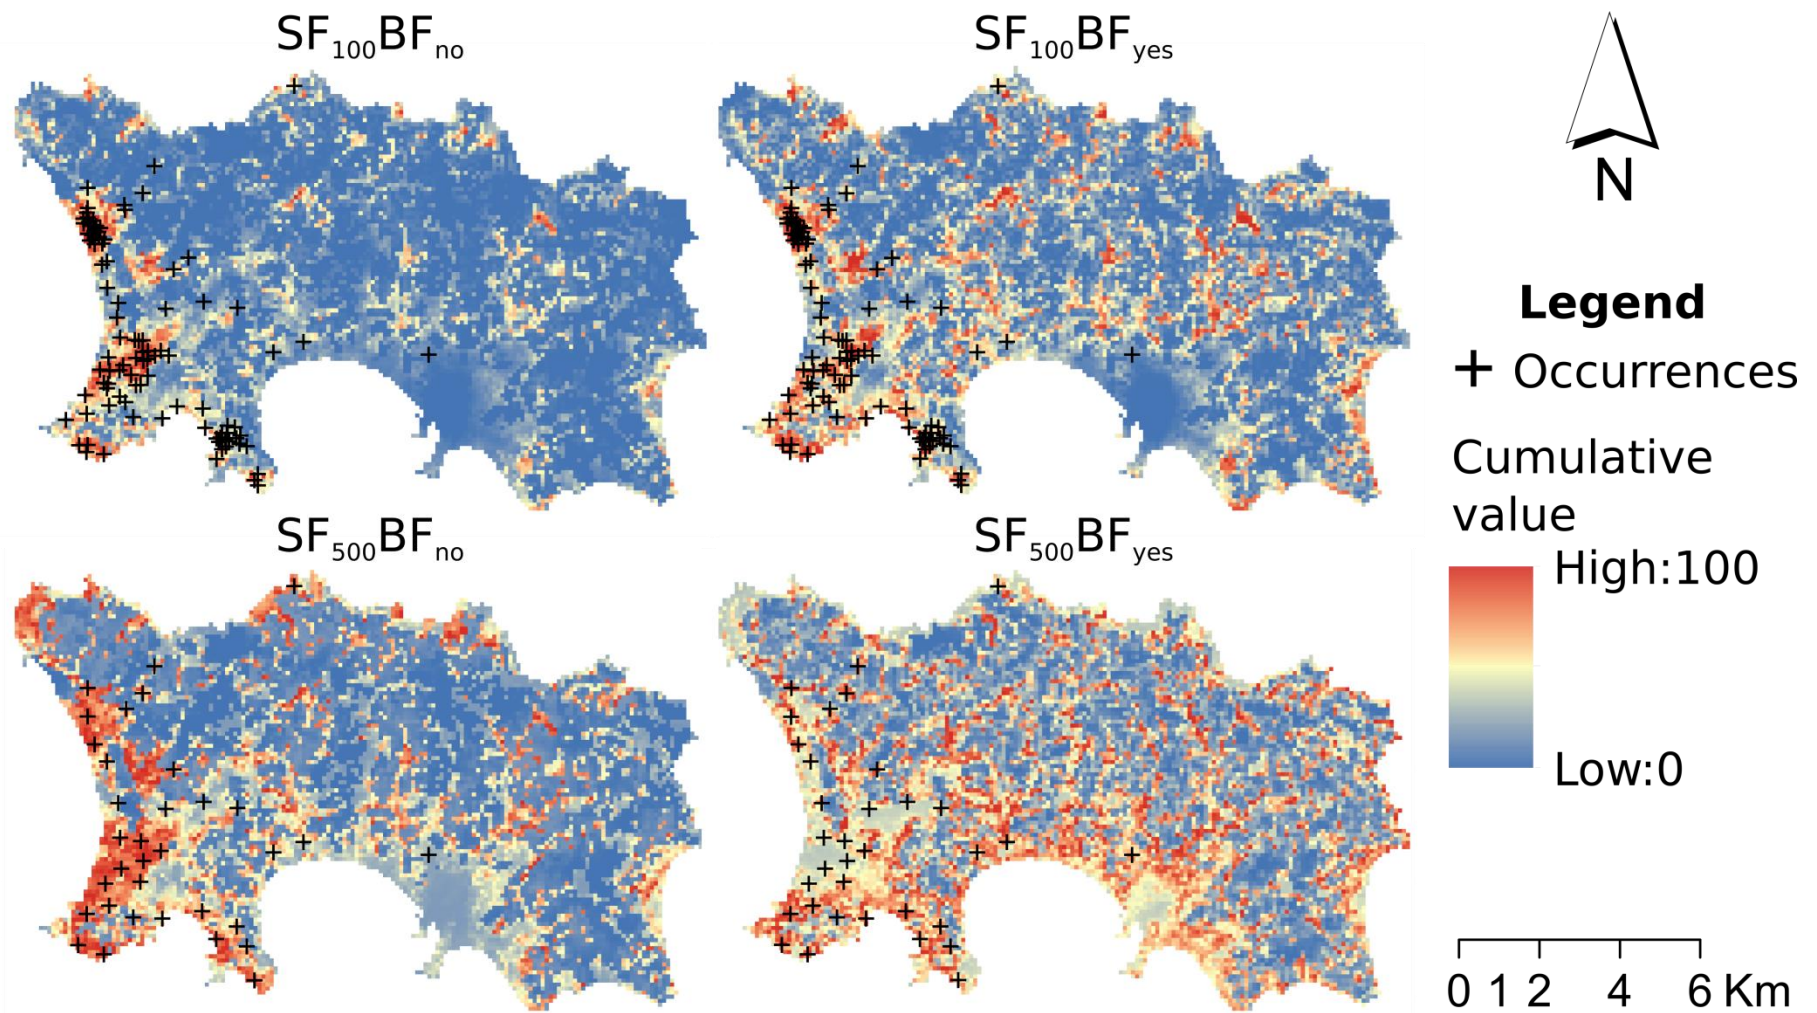 SF100BFno
SF100BFyes
N
Legend
+ Occurrences
Cumulative
value
High:100
Low:0
SF500BFno
SF500BFyes
0 1 2 4 6 Km